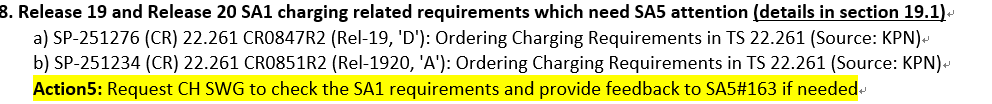 8. Release 19 and Release 20 SA1 charging related requirements which need SA5 attention (details in section 19.1)
a) SP-251276 (CR) 22.261 CR0847R2 (Rel-19, 'D'): Ordering Charging Requirements in TS 22.261 (Source: KPN)
b) SP-251234 (CR) 22.261 CR0851R2 (Rel-1920, 'A'): Ordering Charging Requirements in TS 22.261 (Source: KPN)
Action5: Request CH SWG to check the SA1 requirements and provide feedback to SA5#163 if needed